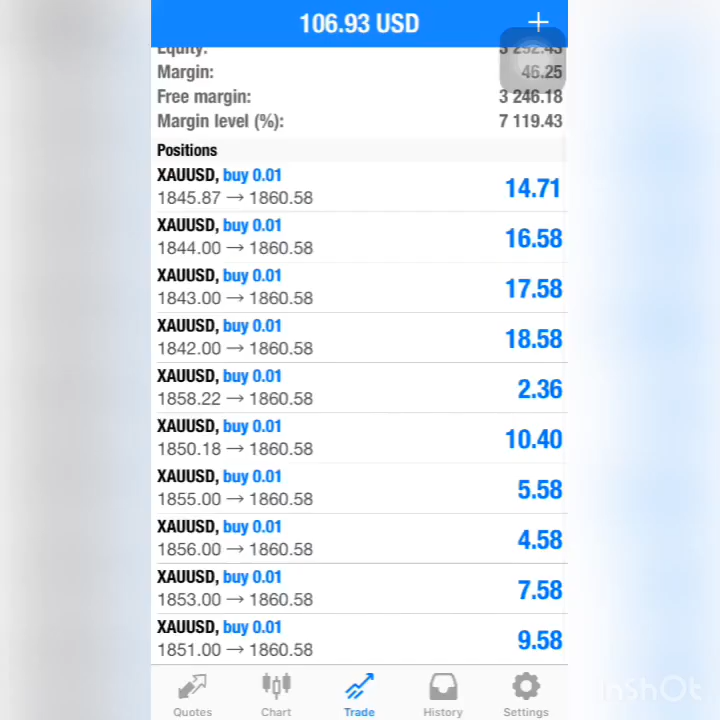 106.93 USD
Equity: 3 292.43
Margin: 46.25
Free margin: 3 246.18
Margin level (%): 7 119.43
Positions
XAUUSD, buy 0.01
1845.87 → 1860.58 14.71
XAUUSD, buy 0.01
1844.00 → 1860.58 16.58
XAUUSD, buy 0.01
1843.00 → 1860.58 17.58
XAUUSD, buy 0.01
1842.00 → 1860.58 18.58
XAUUSD, buy 0.01
1858.22 → 1860.58 2.36
XAUUSD, buy 0.01
1850.18 → 1860.58 10.40
XAUUSD, buy 0.01
1855.00 → 1860.58 5.58
XAUUSD, buy 0.01
1856.00 → 1860.58 4.58
XAUUSD, buy 0.01
1853.00 → 1860.58 7.58
XAUUSD, buy 0.01
1851.00 → 1860.58 9.58
Quotes Chart Trade History Settings
InShOt